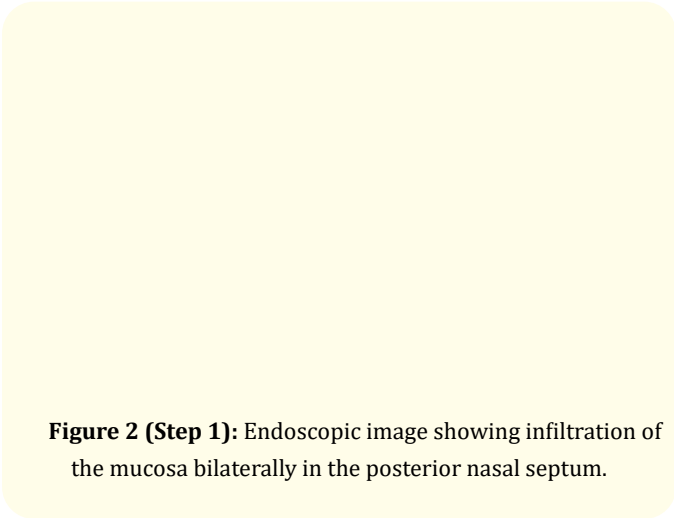 Figure 2 (Step 1): Endoscopic image showing infiltration of
the mucosa bilaterally in the posterior nasal septum.